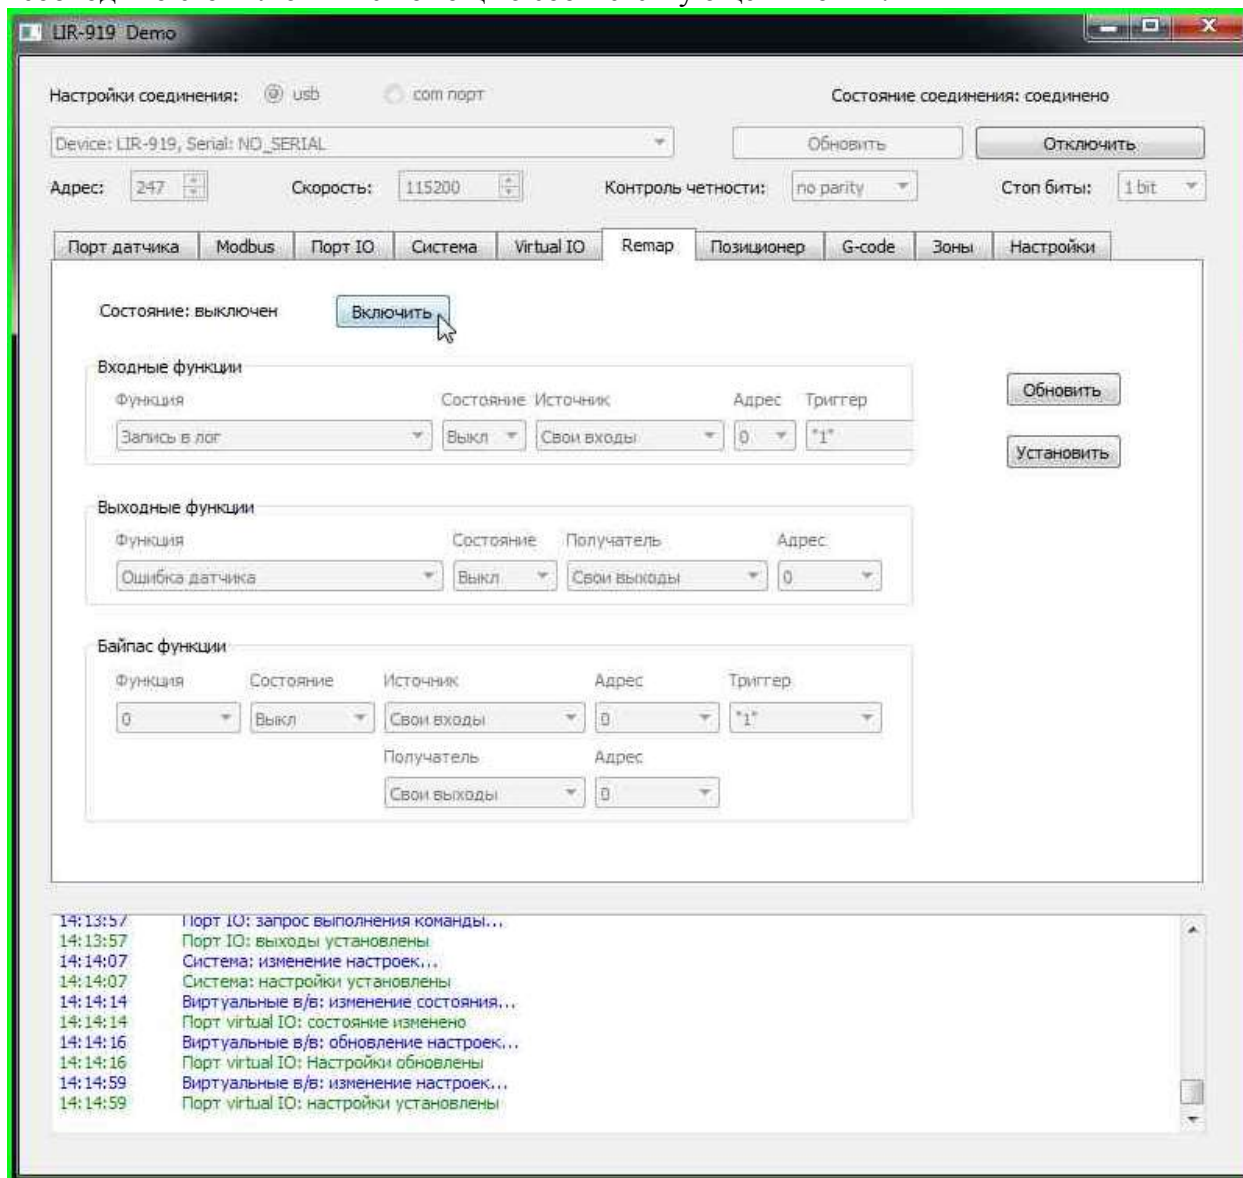 LIR-919 Demo
Настройки соединения: usb com порт Состояние соединения: соединено
Device: LIR-919, Serial: NO_SERIAL Обновить Отключить
Адрес: 247 Скорость: 115200 Контроль четности: no parity Стоп биты: 1 bit
Порт датчика Modbus Порт IO Система Virtual IO Remap Позиционер G-code Зоны Настройки
Состояние: выключен Включить
Входные функции
Обновить
Функция Состояние Источник Адрес Триггер
Запись в лог Выкл Свои входы 0 "1"
Установить
Выходные функции
Функция Состояние Получатель Адрес
Ошибка датчика Выкл Свои выходы 0
Байпас функции
Функция Состояние Источник Адрес Триггер
0 Выкл Свои входы 0 "1"
Получатель Адрес
Свои выходы 0
14:13:57 Порт IO: запрос выполнения команды...
14:13:57 Порт IO: выходы установлены
14:14:07 Система: изменение настроек...
14:14:07 Система: настройки установлены
14:14:14 Виртуальные в/в: изменение состояния...
14:14:14 Порт virtual IO: состояние изменено
14:14:16 Виртуальные в/в: обновление настроек...
14:14:16 Порт virtual IO: Настройки обновлены
14:14:59 Виртуальные в/в: изменение настроек...
14:14:59 Порт virtual IO: настройки установлены